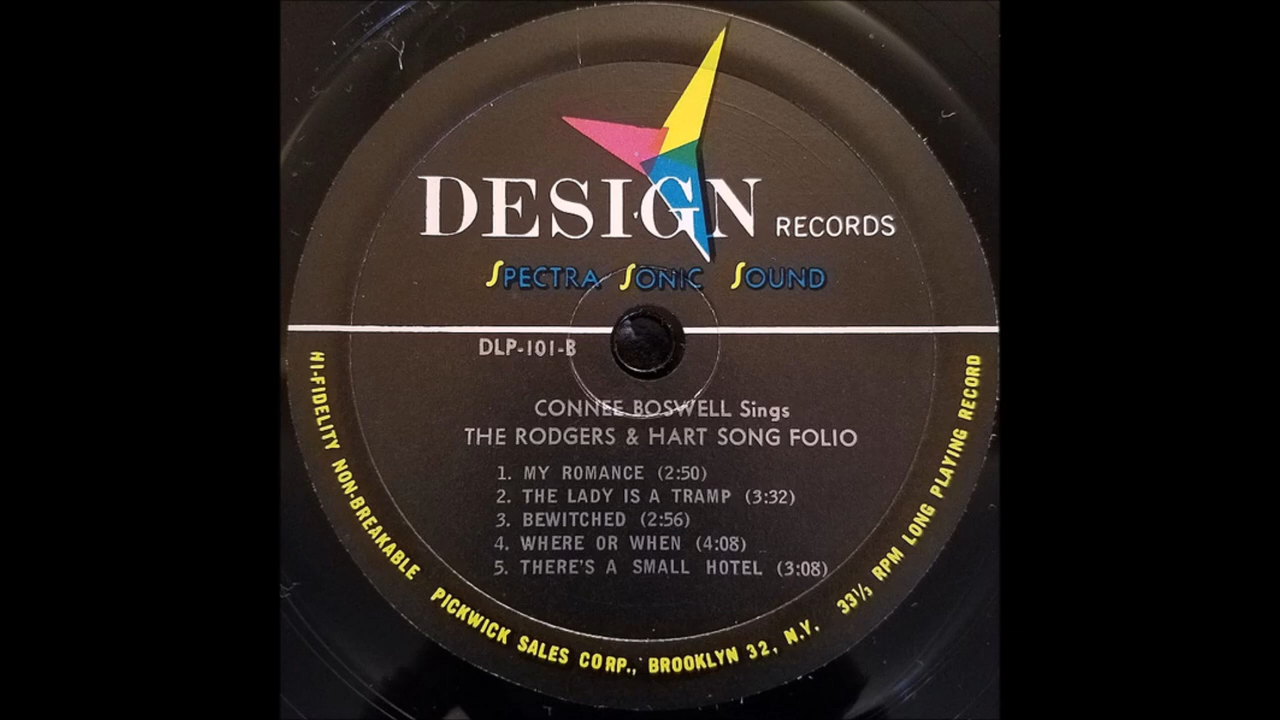 DESIGN RECORDS
SPECTRA SONIC SOUND
DLP-101-B
CONNEE BOSWELL Sings
THE RODGERS & HART SONG FOLIO
1. MY ROMANCE (2:50)
2. THE LADY IS A TRAMP (3:32)
3. BEWITCHED (2:56)
4. WHERE OR WHEN (4:08)
5. THERE'S A SMALL HOTEL (3:08)
HI-FIDELITY NON-BREAKABLE PICKWICK SALES CORP., BROOKLYN 32, N.Y. 33⅓ RPM LONG PLAYING RECORD